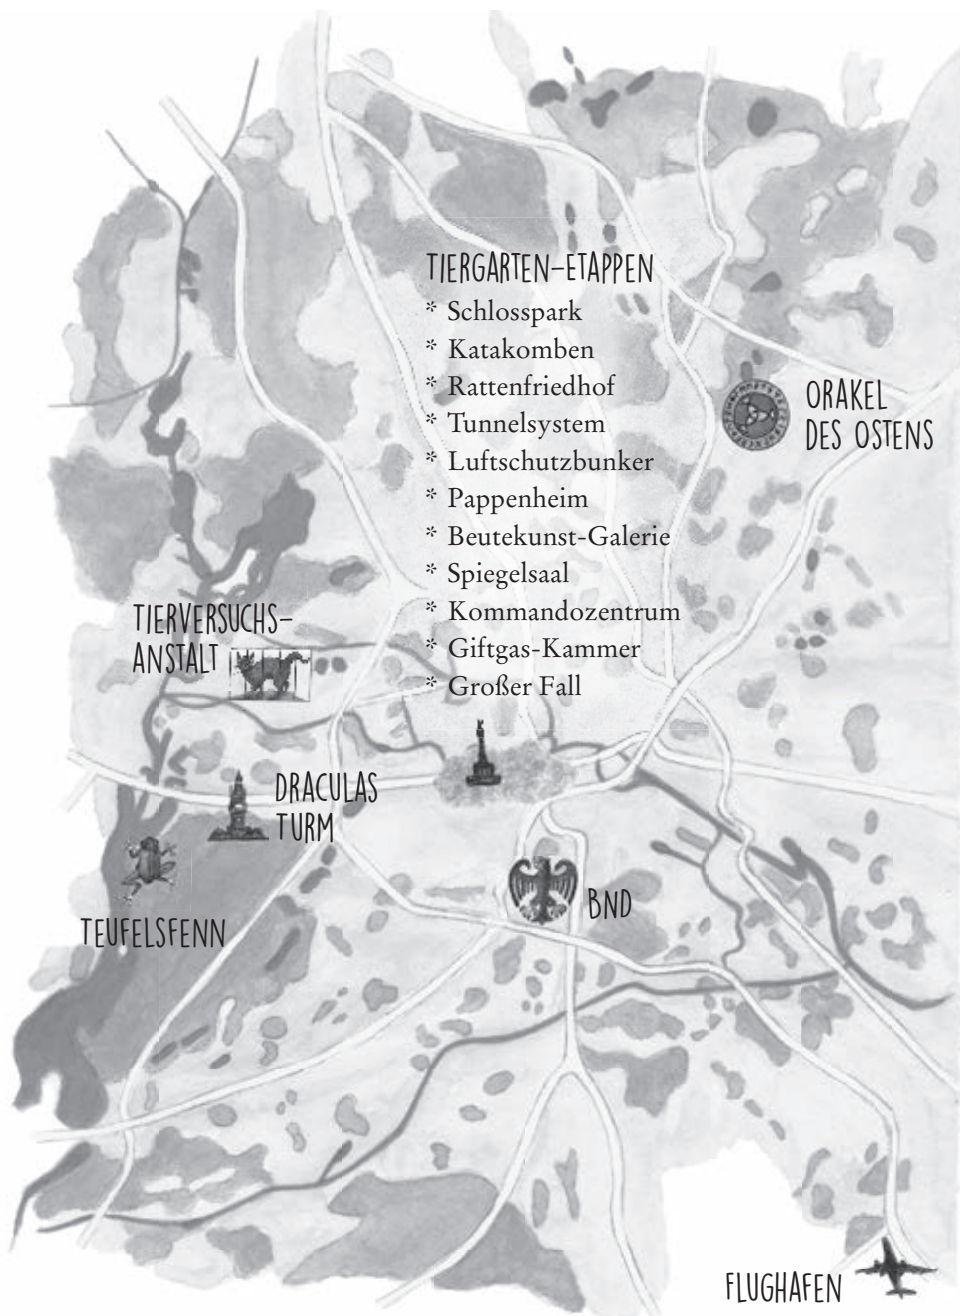 TIERGARTEN-ETAPPEN
* Schlosspark
* Katakomben
* Rattenfriedhof
* Tunnelsystem
* Luftschutzbunker
* Pappenheim
* Beutekunst-Galerie
* Spiegelsaal
* Kommandozentrum
* Giftgas-Kammer
* Großer Fall
ORAKEL
DES OSTENS
TIERVERSUCHS-
ANSTALT
DRACULAS
TURM
TEUFELSFENN
BND
FLUGHAFEN